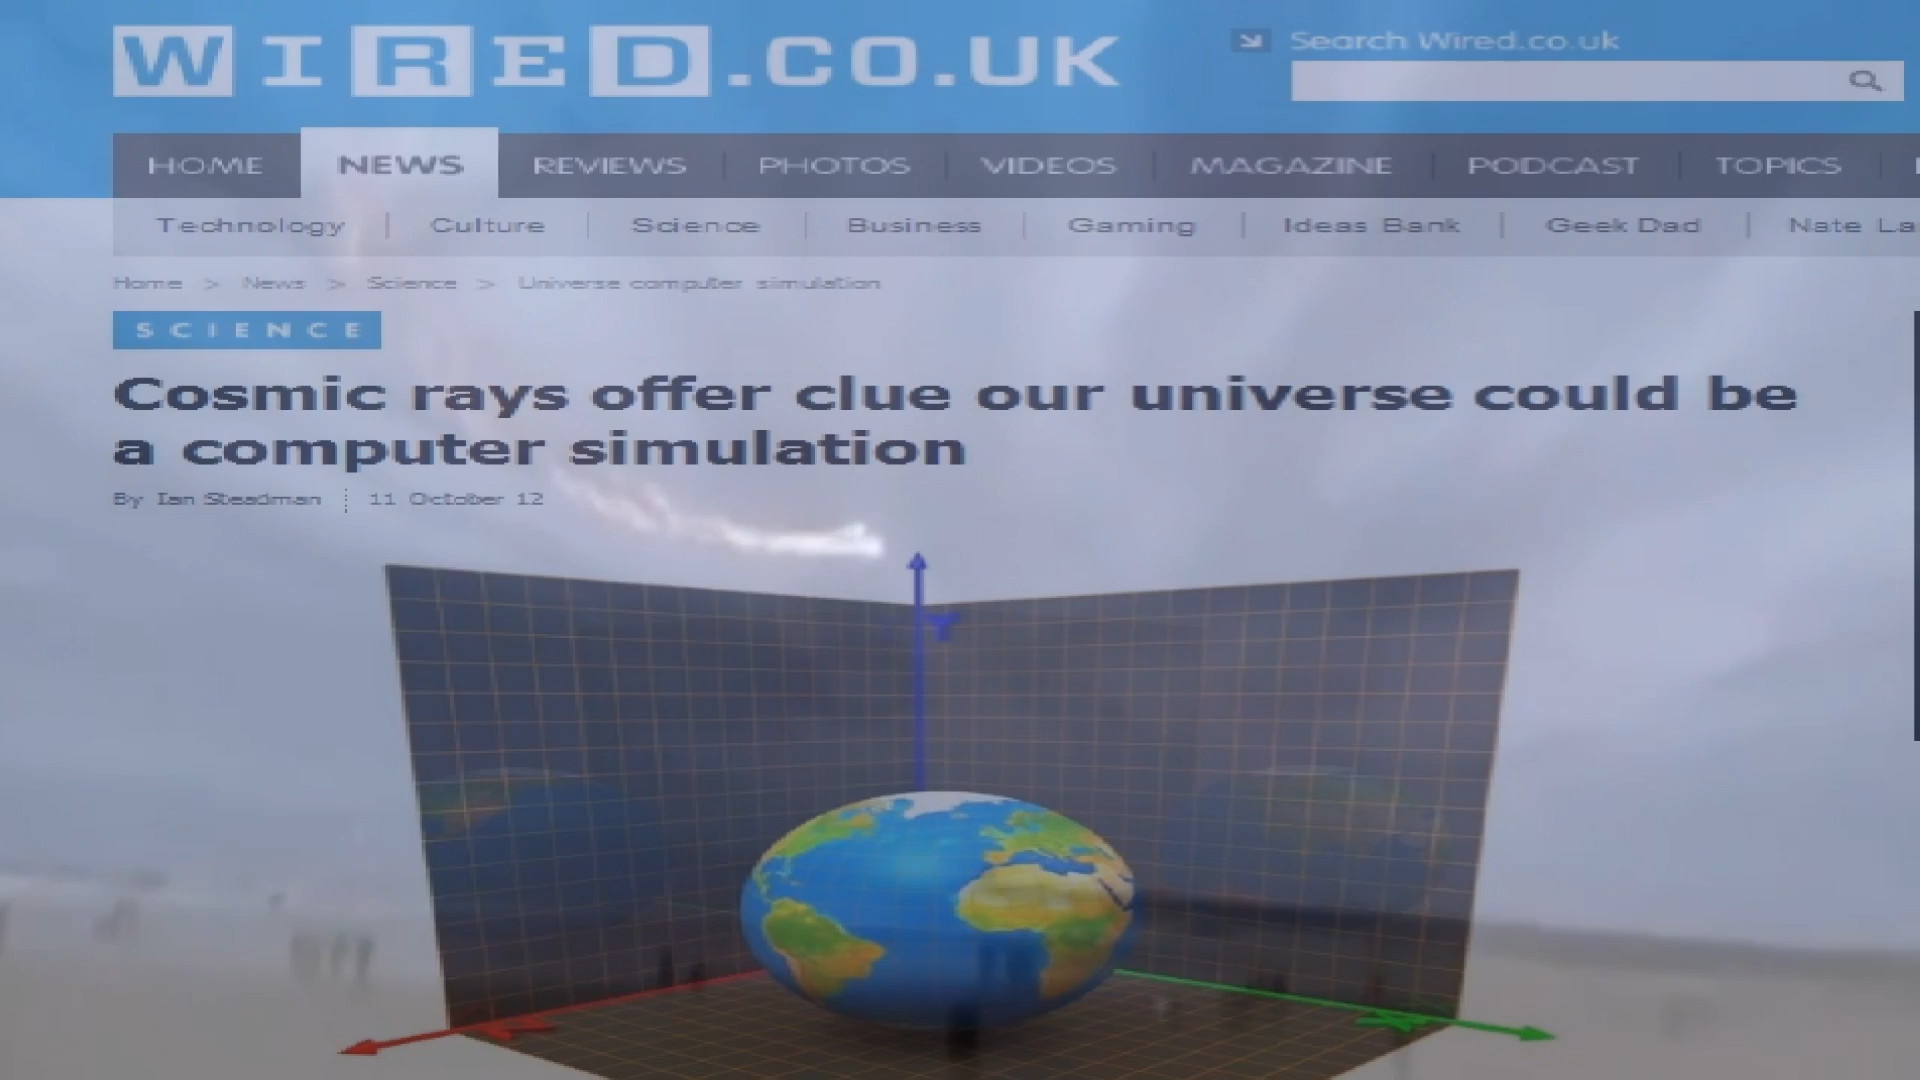 WIRED.CO.UK
Search Wired.co.uk
HOME NEWS REVIEWS PHOTOS VIDEOS MAGAZINE PODCAST TOPICS
Technology | Culture | Science | Business | Gaming | Ideas Bank | Geek Dad | Nate La
Home > News > Science > Universe computer simulation
SCIENCE
Cosmic rays offer clue our universe could be
a computer simulation
By Ian Steadman 11 October 12
Y